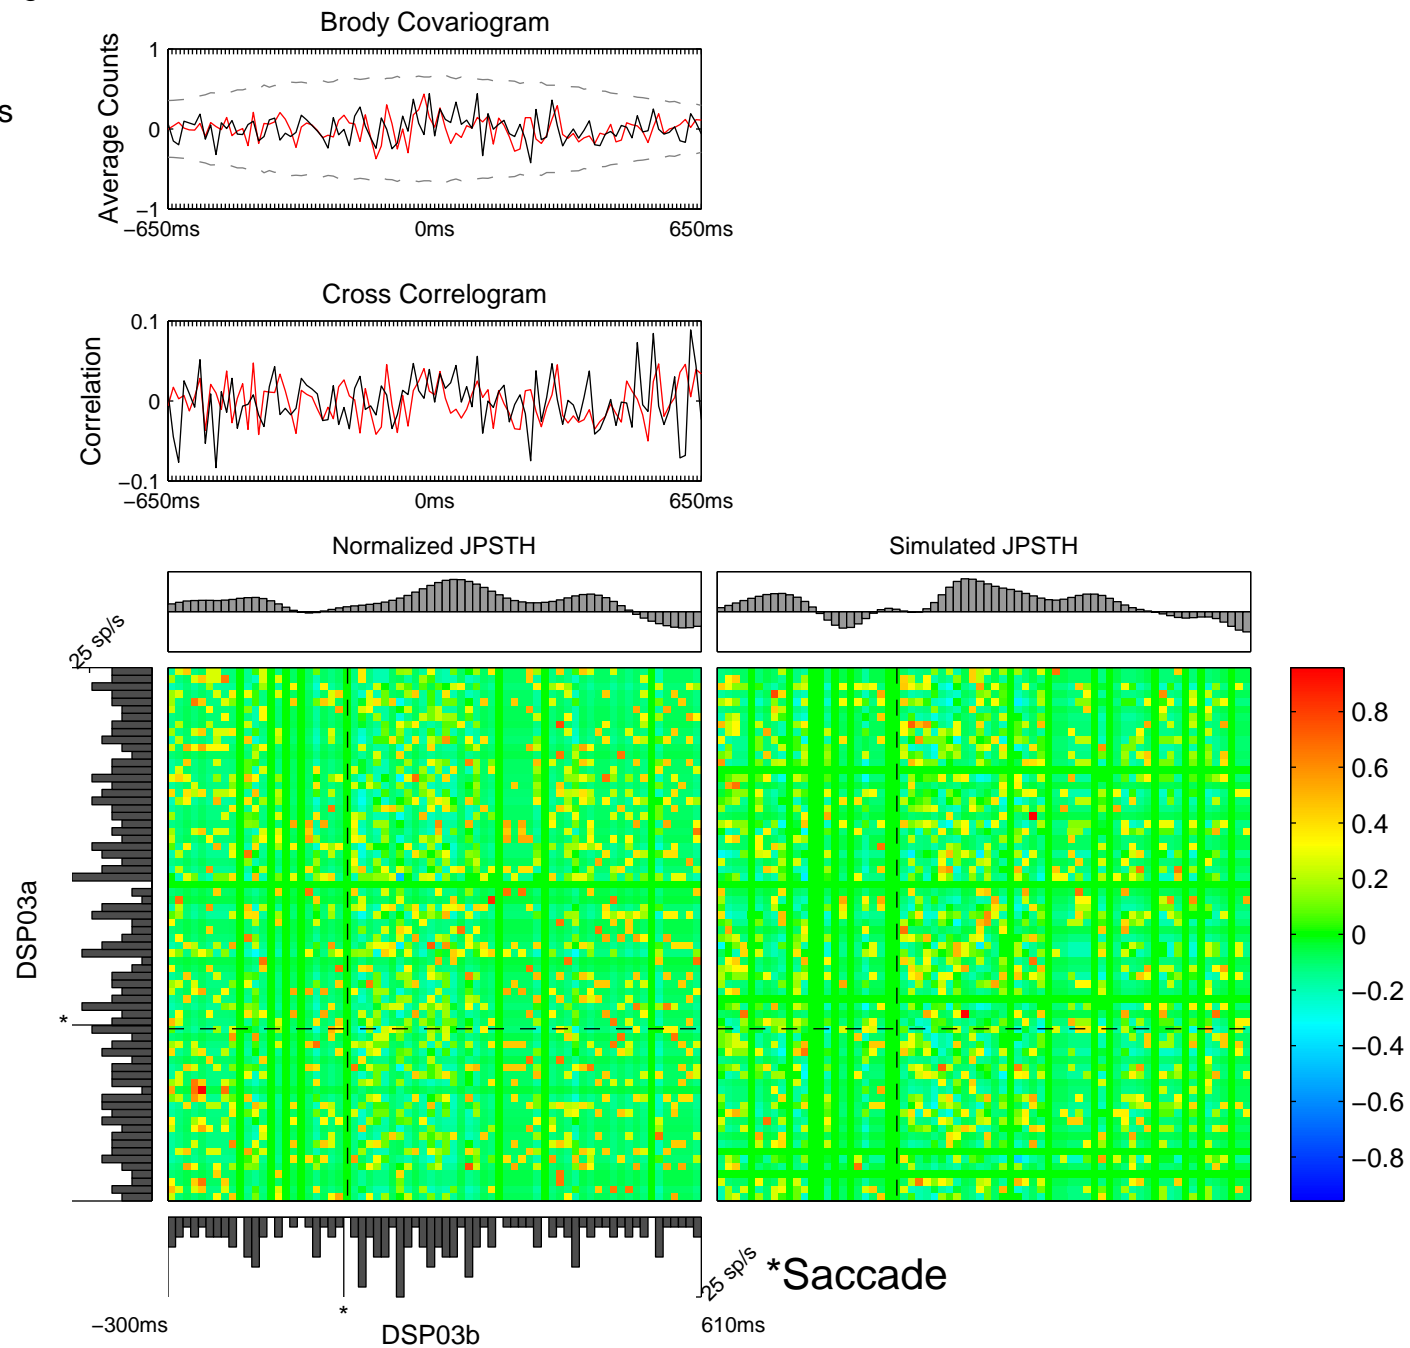 g
Brody Covariogram
s
Average Counts
1
0
−1
−650ms
0ms
650ms
Cross Correlogram
Correlation
0.1
0
−0.1
−650ms
0ms
650ms
Normalized JPSTH
Simulated JPSTH
25 sp/s
DSP03a
*
0.8
0.6
0.4
0.2
0
−0.2
−0.4
−0.6
−0.8
25 sp/s
*Saccade
*
−300ms
DSP03b
610ms